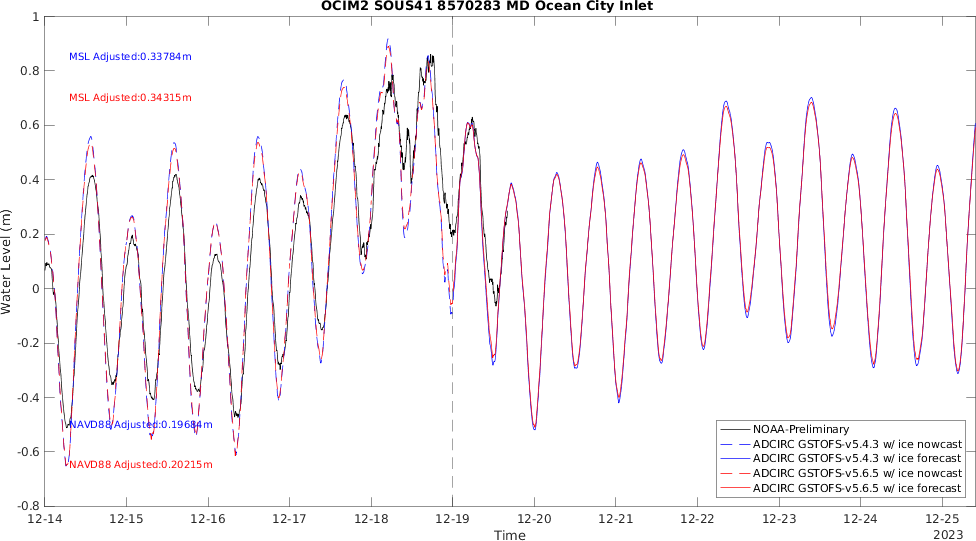 OCIM2 SOUS41 8570283 MD Ocean City Inlet
1
0.8
0.6
0.4
0.2
0
-0.2
-0.4
-0.6
-0.8
Water Level (m)
MSL Adjusted:0.33784m
MSL Adjusted:0.34315m
NAVD88 Adjusted:0.19684m
NAVD88 Adjusted:0.20215m
NOAA-Preliminary
ADCIRC GSTOFS-v5.4.3 w/ ice nowcast
ADCIRC GSTOFS-v5.4.3 w/ ice forecast
ADCIRC GSTOFS-v5.6.5 w/ ice nowcast
ADCIRC GSTOFS-v5.6.5 w/ ice forecast
12-14 12-15 12-16 12-17 12-18 12-19 12-20 12-21 12-22 12-23 12-24 12-25
2023
Time